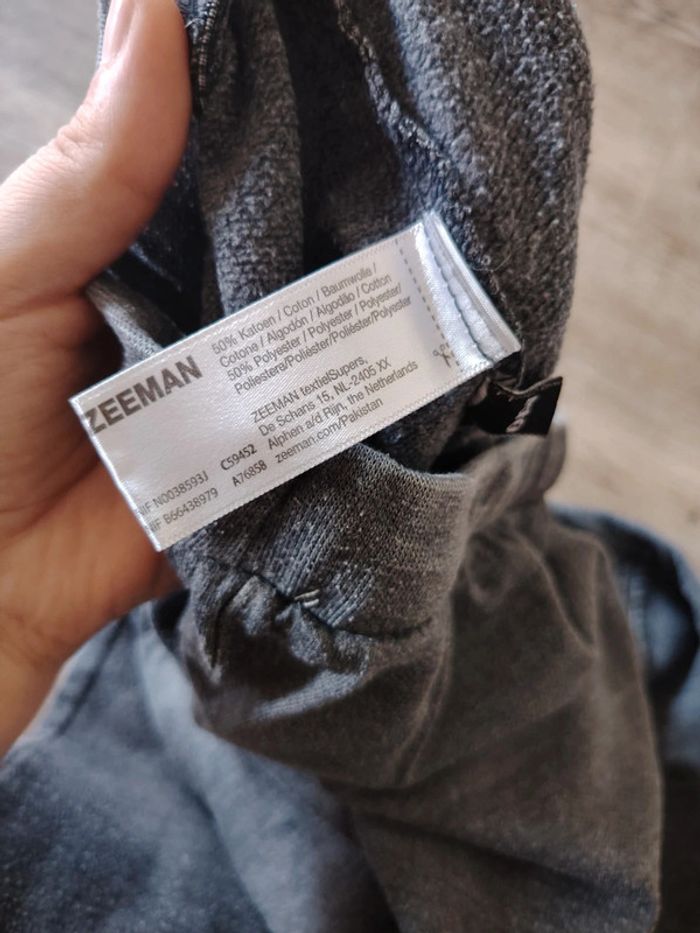 ZEEMAN
50% Katoen / Coton / Baumwolle /
Cotone / Algodón / Algodão / Cotton
50% Polyester / Polyester / Polyester/
Poliestere/Poliéster/Poliéster/Polyester
ZEEMAN textielSupers,
De Schans 15, NL-2405 XX
Alphen a/d Rijn, the Netherlands
zeeman.com/Pakistan
NIF N0038593J C59452
NIF B66438979 A76858